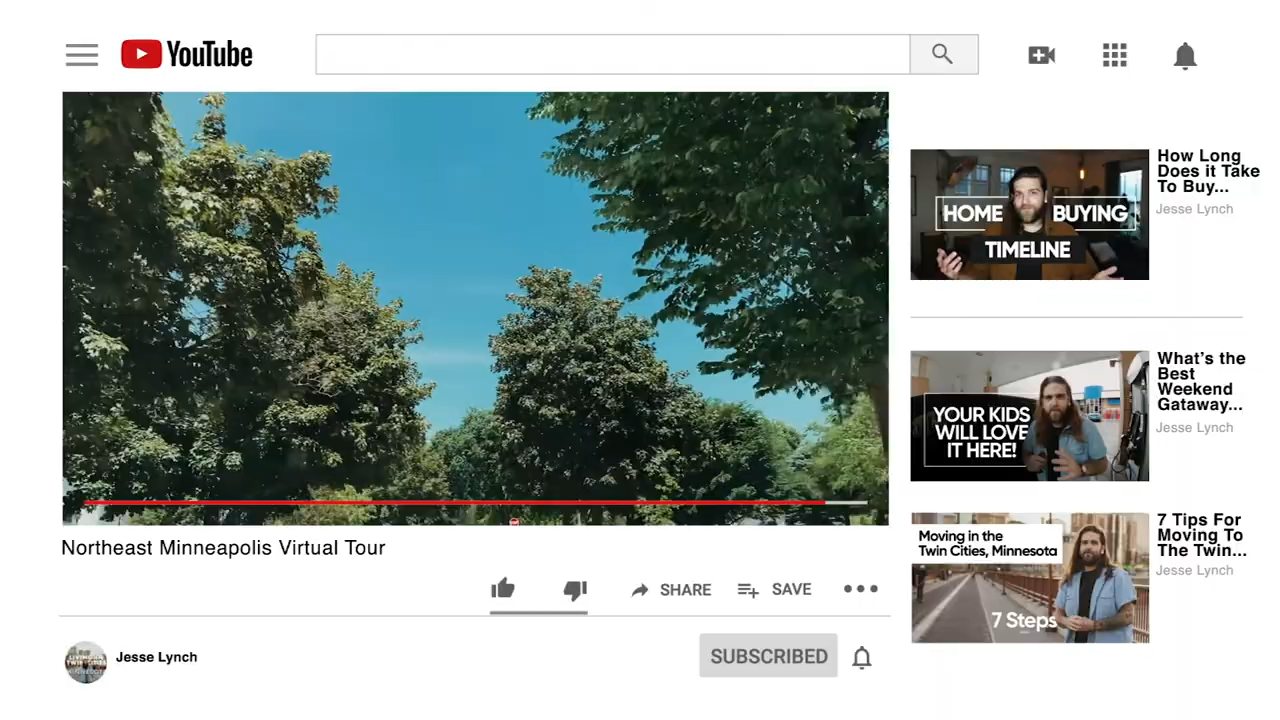 YouTube
HOME BUYING
TIMELINE
How Long
Does it Take
To Buy...
Jesse Lynch
YOUR KIDS
WILL LOVE
IT HERE!
What's the
Best
Weekend
Gataway...
Jesse Lynch
Moving in the
Twin Cities, Minnesota
7 Steps
7 Tips For
Moving To
The Twin...
Jesse Lynch
Northeast Minneapolis Virtual Tour
SHARE
SAVE
Jesse Lynch
SUBSCRIBED